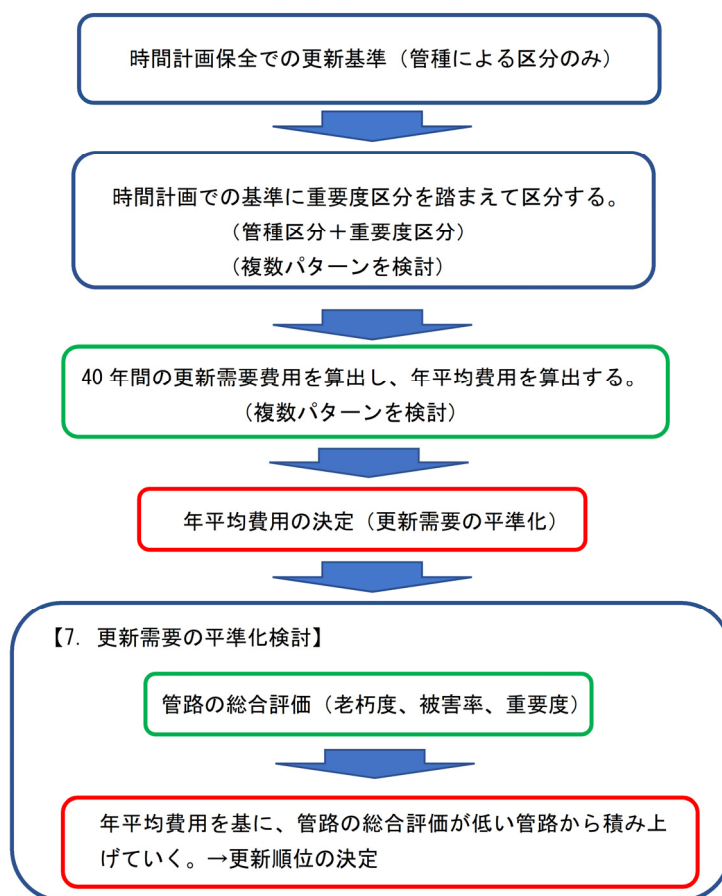 時間計画保全での更新基準（管種による区分のみ）
時間計画での基準に重要度区分を踏まえて区分する。
（管種区分＋重要度区分）
（複数パターンを検討）
40 年間の更新需要費用を算出し、年平均費用を算出する。
（複数パターンを検討）
年平均費用の決定（更新需要の平準化）
【7. 更新需要の平準化検討】
管路の総合評価（老朽度、被害率、重要度）
年平均費用を基に、管路の総合評価が低い管路から積み上
げていく。→更新順位の決定